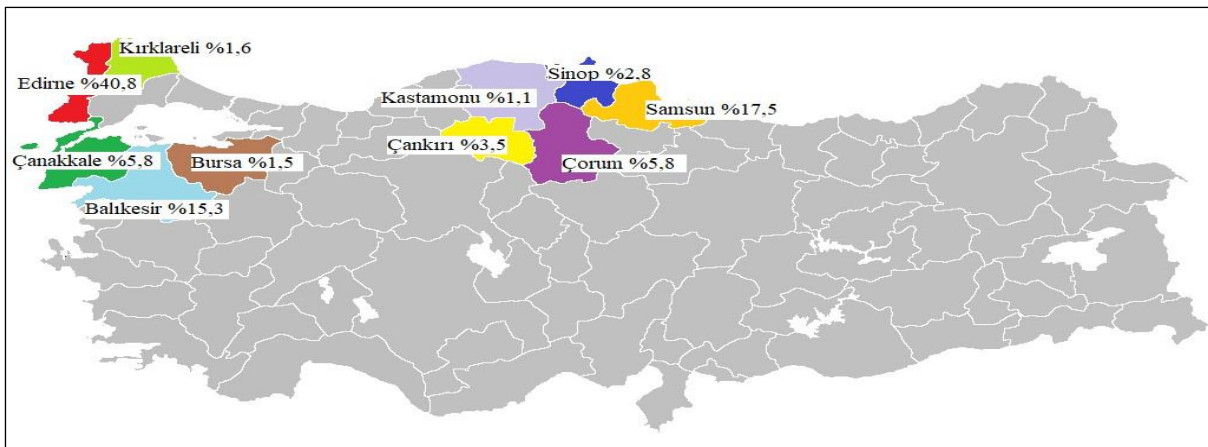 Kırklareli %1,6
Edirne %40,8
Sinop %2,8
Kastamonu %1,1
Samsun %17,5
Çankırı %3,5
Çorum %5,8
Çanakkale %5,8
Bursa %1,5
Balıkesir %15,3